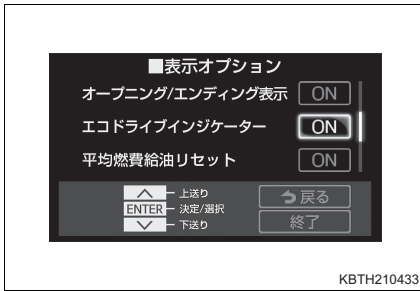 ■表示オプション
オープニング/エンディング表示 ON
エコドライブインジケーター ON
平均燃費給油リセット ON
上送り
ENTER 決定/選択
下送り
戻る
終了
KBTH210433